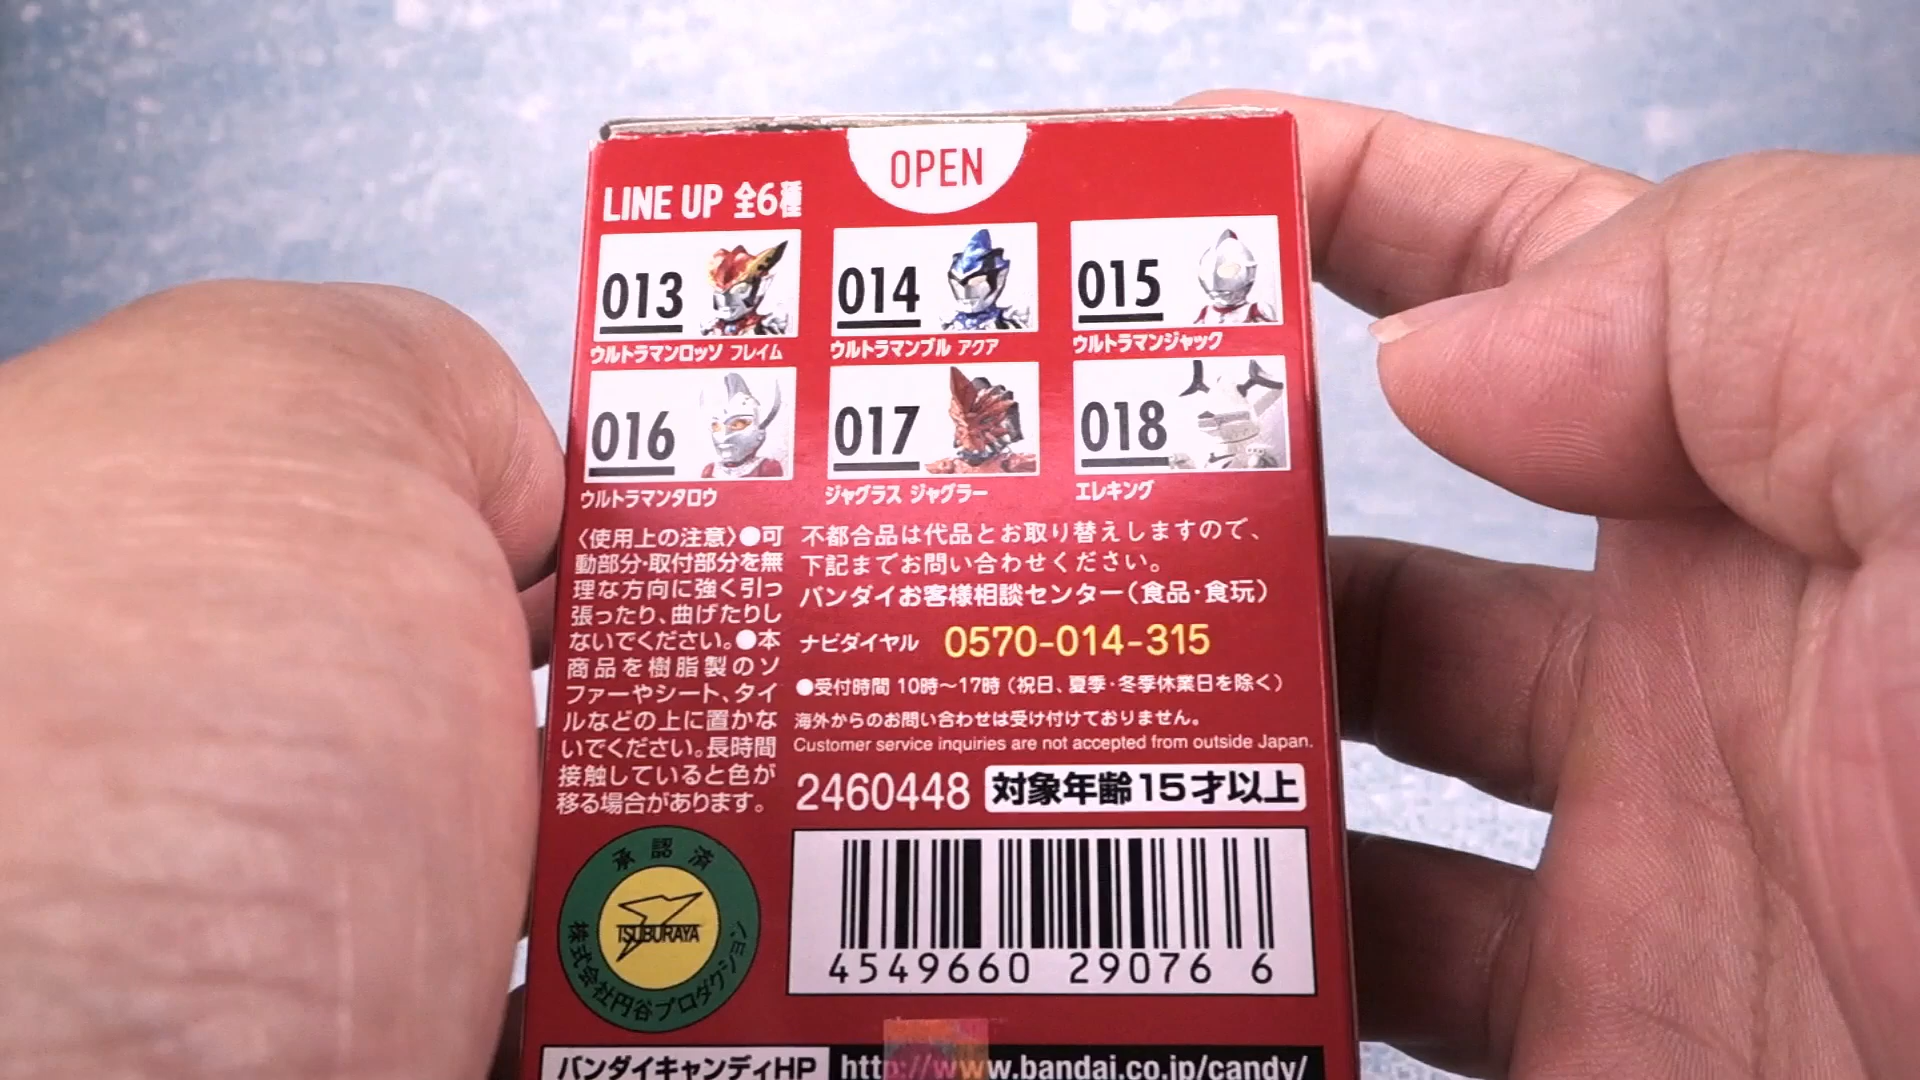 OPEN
LINE UP 全6種
013
ウルトラマンロッソ フレイム
014
ウルトラマンブル アクア
015
ウルトラマンジャック
016
ウルトラマンタロウ
017
ジャグラス ジャグラー
018
エレキング
〈使用上の注意〉●可
動部分・取付部分を無
理な方向に強く引っ
張ったり、曲げたりし
ないでください。●本
商品を樹脂製のソ
ファーやシート、タイ
ルなどの上に置かな
いでください。長時間
接触していると色が
移る場合があります。
不都合品は代品とお取り替えしますので、
下記までお問い合わせください。
バンダイお客様相談センター(食品・食玩)
ナビダイヤル 0570-014-315
●受付時間 10時～17時(祝日、夏季・冬季休業日を除く)
海外からのお問い合わせは受け付けておりません。
Customer service inquiries are not accepted from outside Japan.
2460448 対象年齢15才以上
承認済
TSUBURAYA
株式会社円谷プロダクション
4549660 29076 6
バンダイキャンディHP http://www.bandai.co.jp/candy/